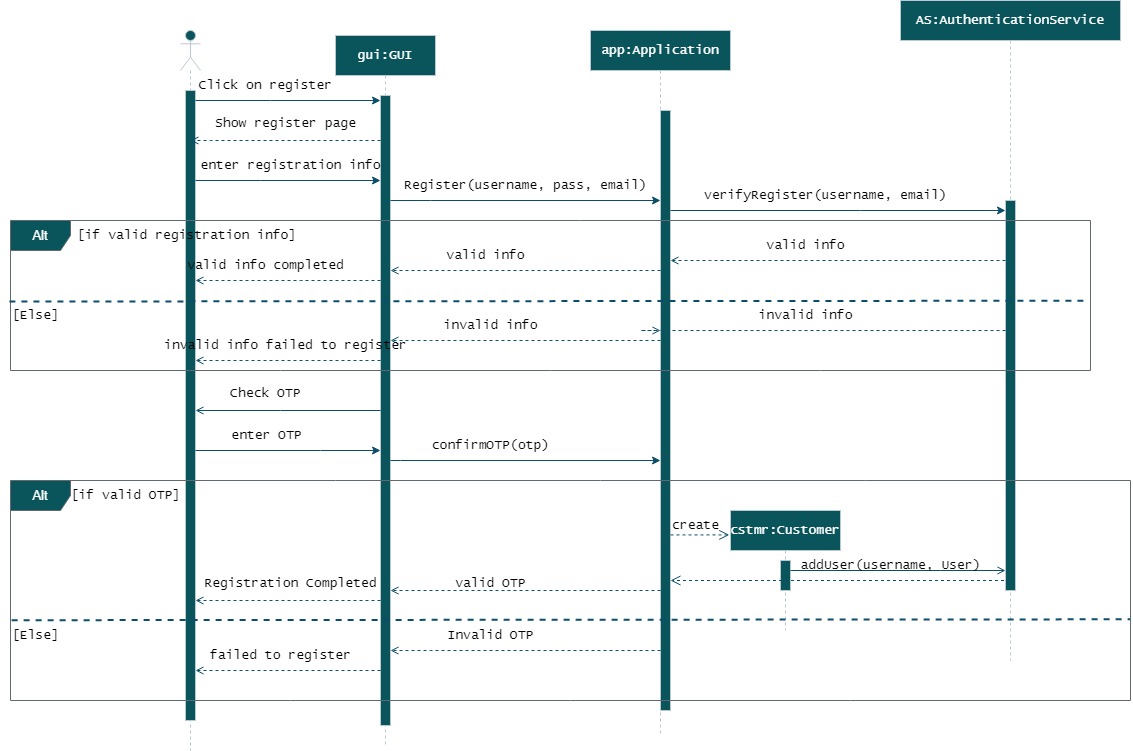 AS:AuthenticationService
app:Application
gui:GUI
Click on register
Show register page
enter registration info
Register(username, pass, email)
verifyRegister(username, email)
Alt
[if valid registration info]
valid info
valid info
valid info completed
[Else]
invalid info
invalid info
invalid info failed to register
Check OTP
enter OTP
confirmOTP(otp)
Alt
[if valid OTP]
create
cstmr:Customer
addUser(username, User)
Registration Completed
valid OTP
[Else]
Invalid OTP
failed to register